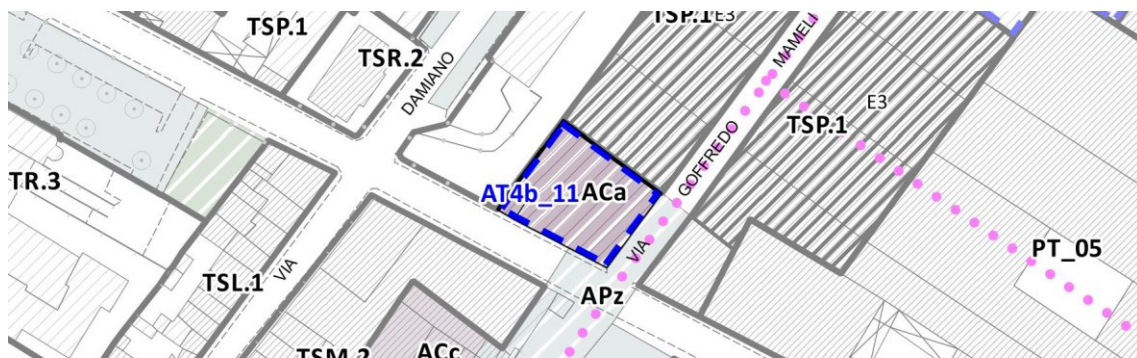 TSP.1
E3
TSP.1
TSR.2
DAMIANO
MAMELI
E3
TSP.1
GOFFREDO
AT4b_11
ACa
TR.3
VIA
PT_05
TSL.1
VIA
APz
TSM.2
ACc